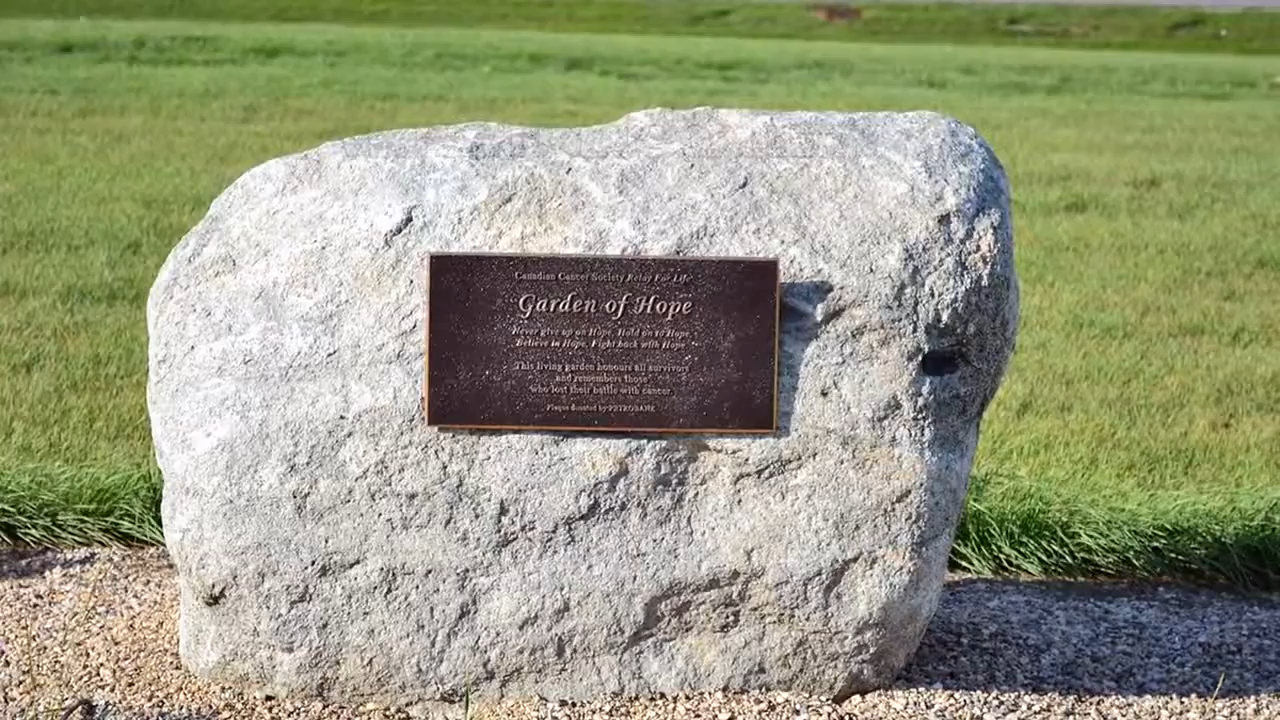 Canadian Cancer Society Relay For Life
Garden of Hope
Never give up on Hope, Hold on to Hope
Believe in Hope, Fight back with Hope
This living garden honours all survivors
and remembers those
who lost their battle with cancer.
Plaque donated by PETROBANK